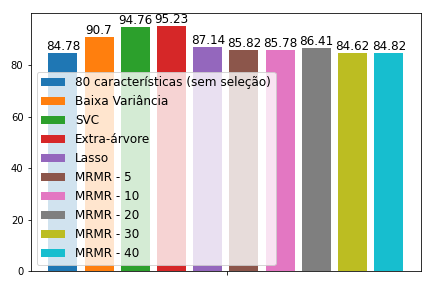 84.78 90.7 94.76 95.23 87.14 85.82 85.78 86.41 84.62 84.82
80
60
40
20
0
80 características (sem seleção)
Baixa Variância
SVC
Extra-árvore
Lasso
MRMR - 5
MRMR - 10
MRMR - 20
MRMR - 30
MRMR - 40